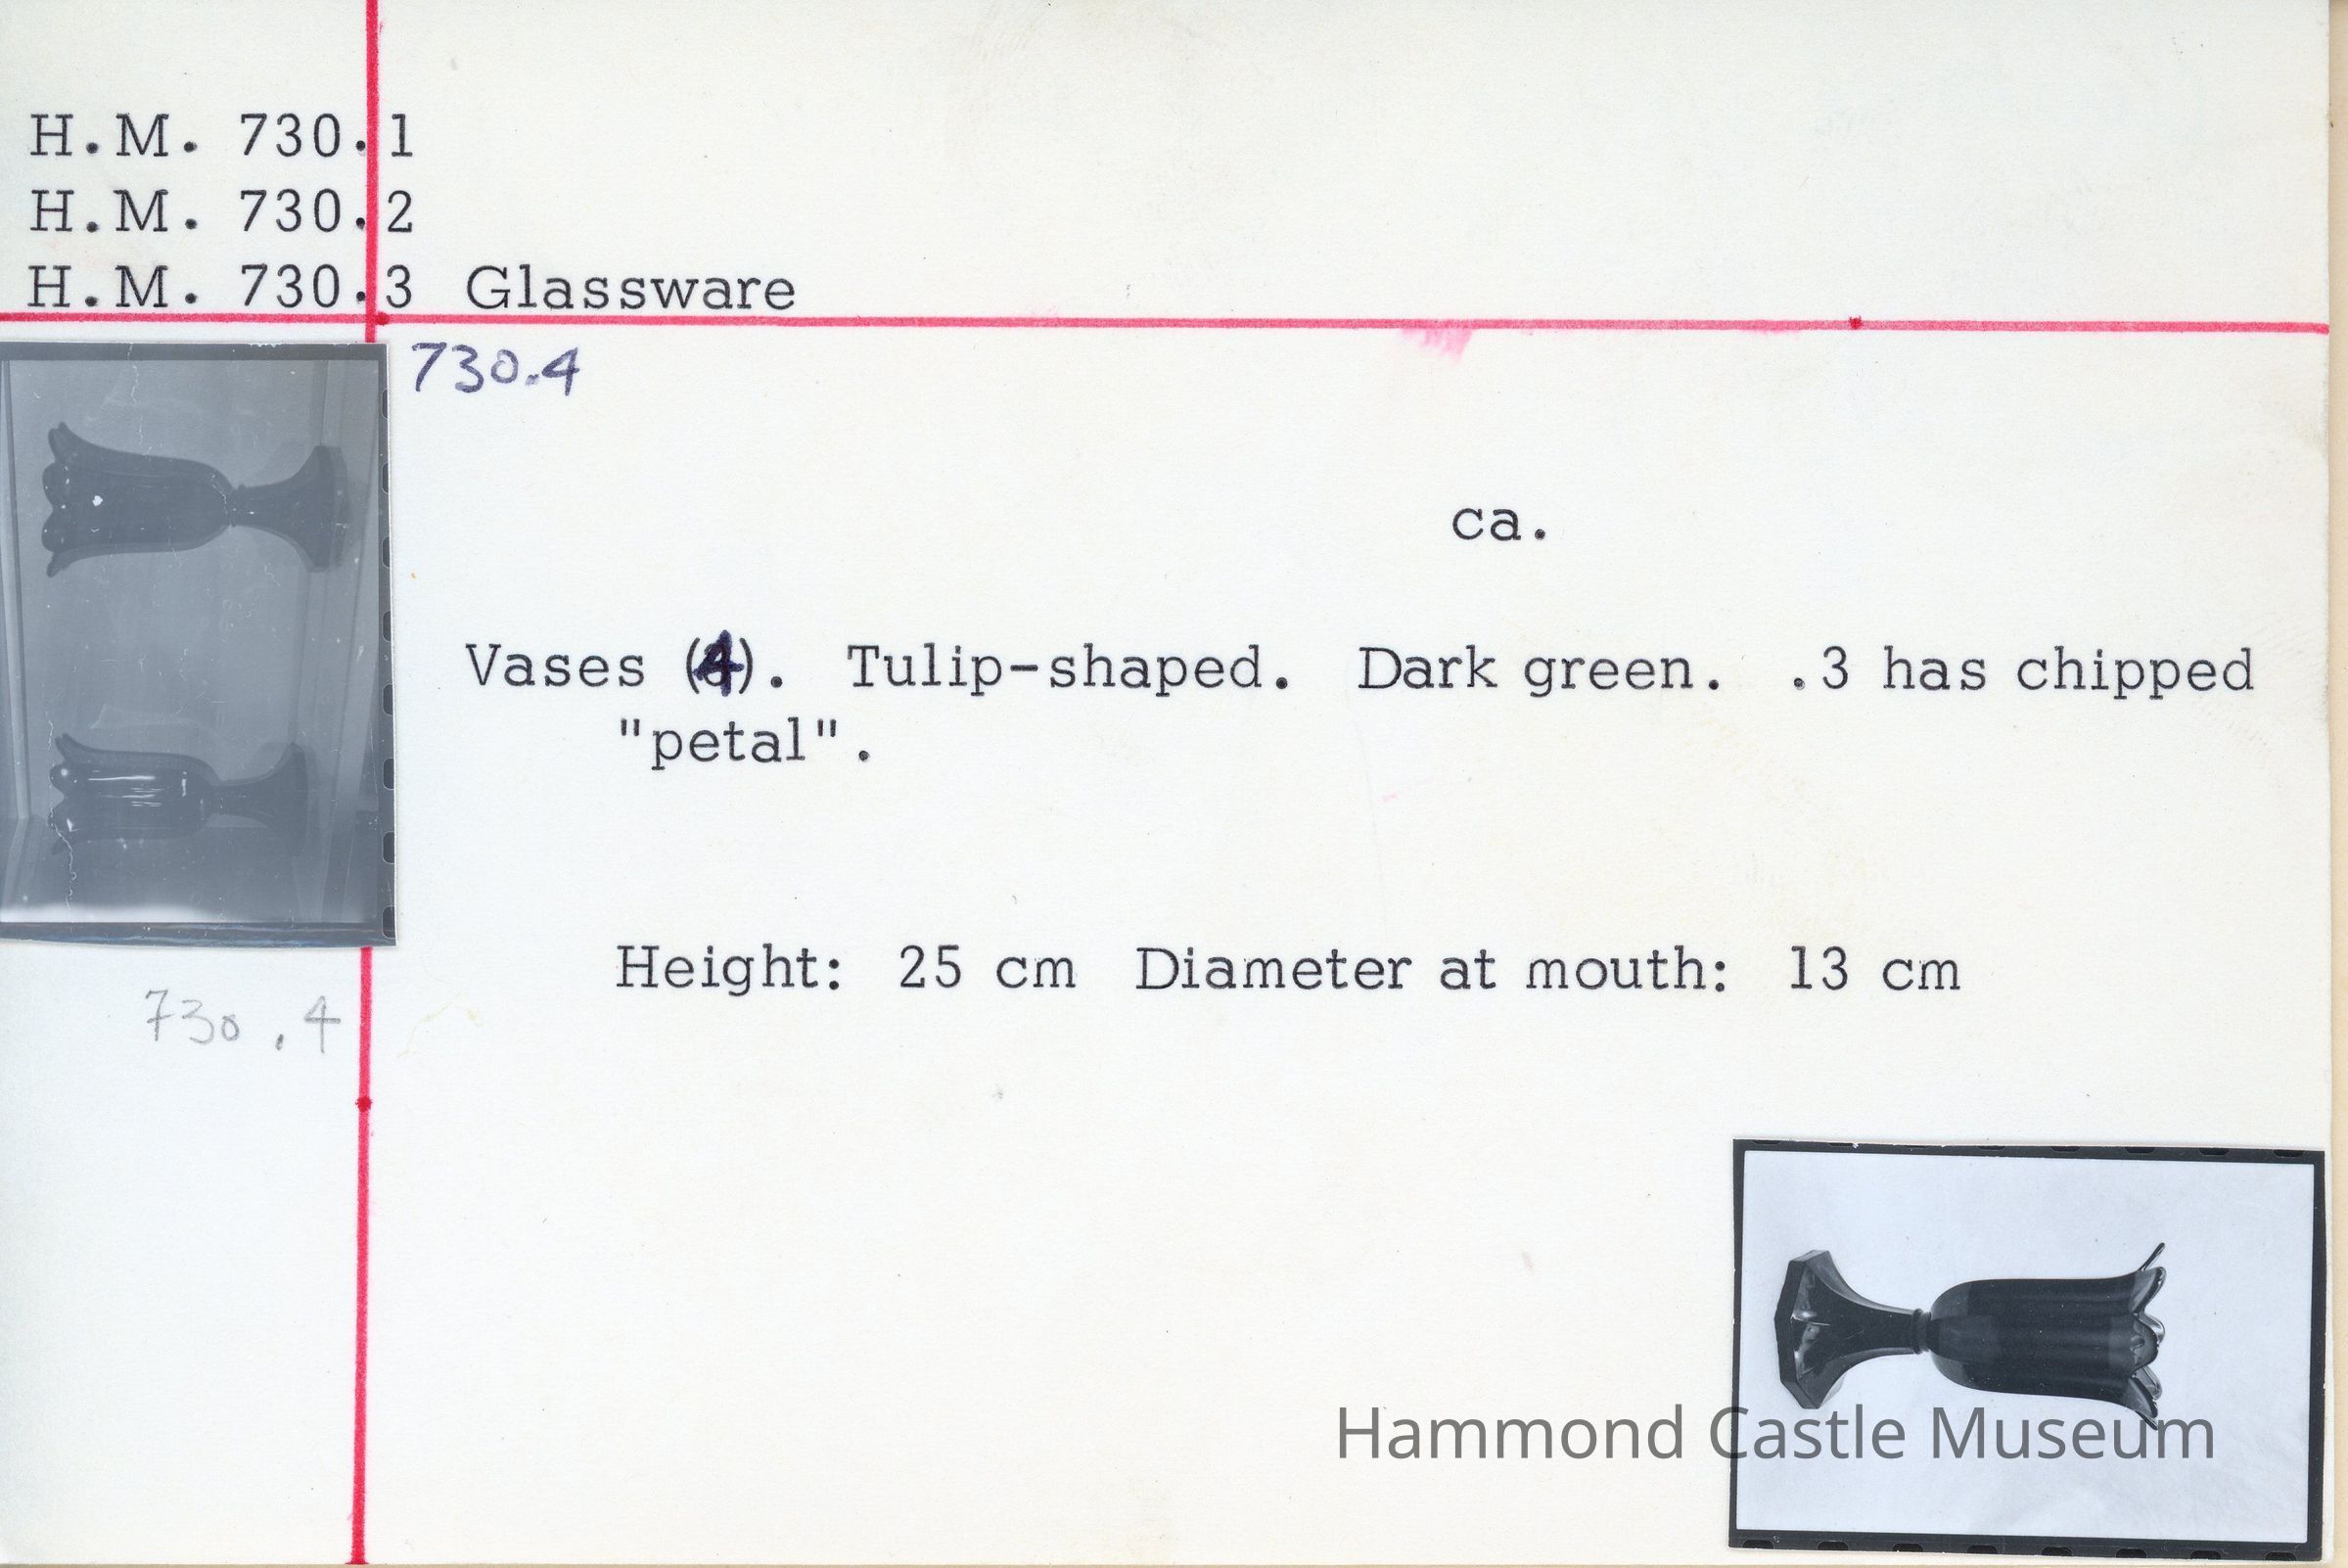 H.M. 730.1
H.M. 730.2
H.M. 730.3 Glassware
730.4
ca.
Vases (4). Tulip-shaped. Dark green. .3 has chipped
"petal".
Height: 25 cm Diameter at mouth: 13 cm
730.4
Hammond Castle Museum